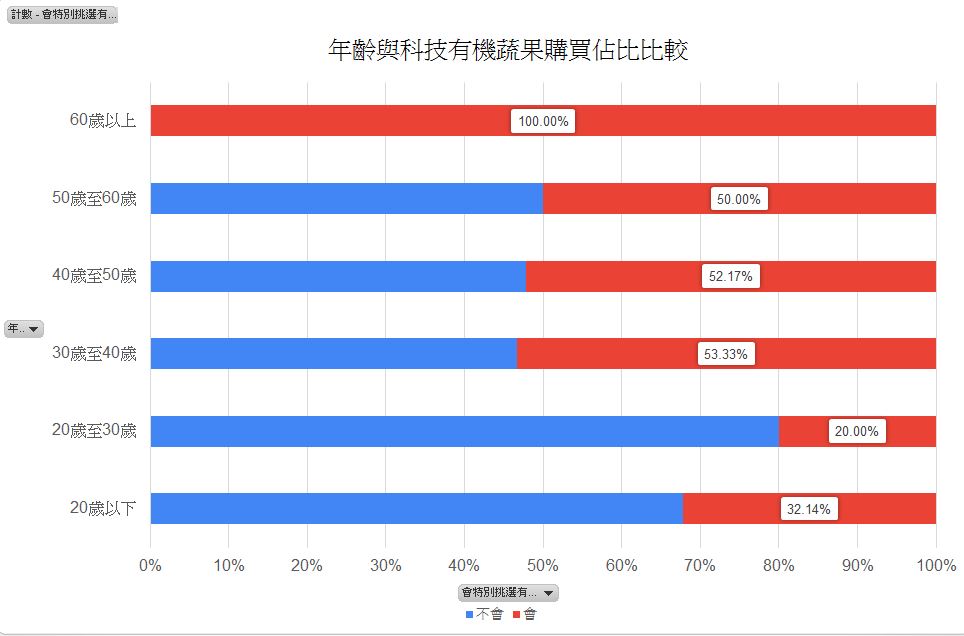 計數 - 會特別挑選有...
年齡與科技有機蔬果購買佔比比較
60歲以上
100.00%
50歲至60歲
50.00%
40歲至50歲
52.17%
年..
30歲至40歲
53.33%
20歲至30歲
20.00%
20歲以下
32.14%
0% 10% 20% 30% 40% 50% 60% 70% 80% 90% 100%
會特別挑選有...
不會 會